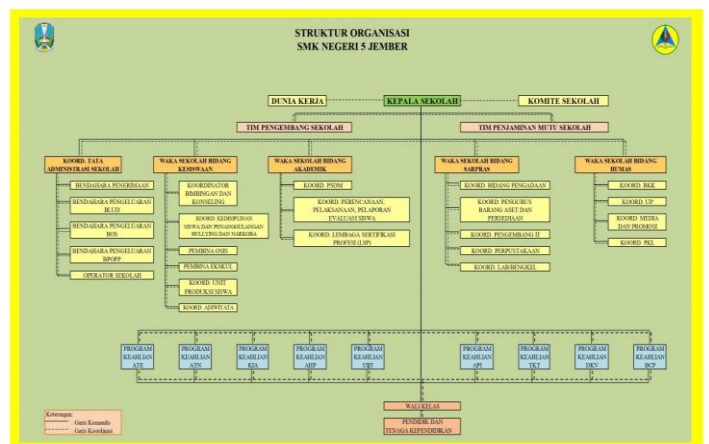 STRUKTUR ORGANISASI
SMK NEGERI 5 JEMBER
DUNIA KERJA
KEPALA SEKOLAH
KOMITE SEKOLAH
TIM PENGEMBANG SEKOLAH
TIM PENJAMINAN MUTU SEKOLAH
KOORD. TATA
ADMINISTRASI SEKOLAH
BENDAHARA PENERIMAAN
BENDAHARA PENGELUARAN
BLUD
BENDAHARA PENGELUARAN
BOS
BENDAHARA PENGELUARAN
BPOPP
OPERATOR SEKOLAH
WAKA SEKOLAH BIDANG
KESISWAAN
KOORDINATOR
BIMBINGAN DAN
KONSELING
KOORD. KEDISIPLINAN
SISWA DAN PENANGGULANGAN
BULLYING DAN NARKOBA
PEMBINA OSIS
PEMBINA EKSKUL
KOORD. UNIT
PRODUKSI SISWA
KOORD. ADIWIYATA
WAKA SEKOLAH BIDANG
AKADEMIK
KOORD. PSDM
KOORD. PERENCANAAN,
PELAKSANAAN, PELAPORAN
EVALUASI SISWA
KOORD. LEMBAGA SERTIFIKASI
PROFESI (LSP)
WAKA SEKOLAH BIDANG
SARPRAS
KOORD. BIDANG PENGADAAN
KOORD. PENGURUS
BARANG ASET DAN
PERSEDIAAN
KOORD. PENGEMBANG IT
KOORD. PERPUSTAKAAN
KOORD. LAB/BENGKEL
WAKA SEKOLAH BIDANG
HUMAS
KOORD. BKK
KOORD. UP
KOORD. MEDIA
DAN PROMOSI
KOORD. PKL
PROGRAM
KEAHLIAN
ATE
PROGRAM
KEAHLIAN
ATN
PROGRAM
KEAHLIAN
KJA
PROGRAM
KEAHLIAN
AHP
PROGRAM
KEAHLIAN
PROGRAM
KEAHLIAN
APJ
PROGRAM
KEAHLIAN
TKT
PROGRAM
KEAHLIAN
DKV
PROGRAM
KEAHLIAN
BCP
WALI KELAS
PENDIDIK DAN
TENAGA KEPENDIDIKAN
Keterangan:
: Garis Komando
: Garis Koordinasi